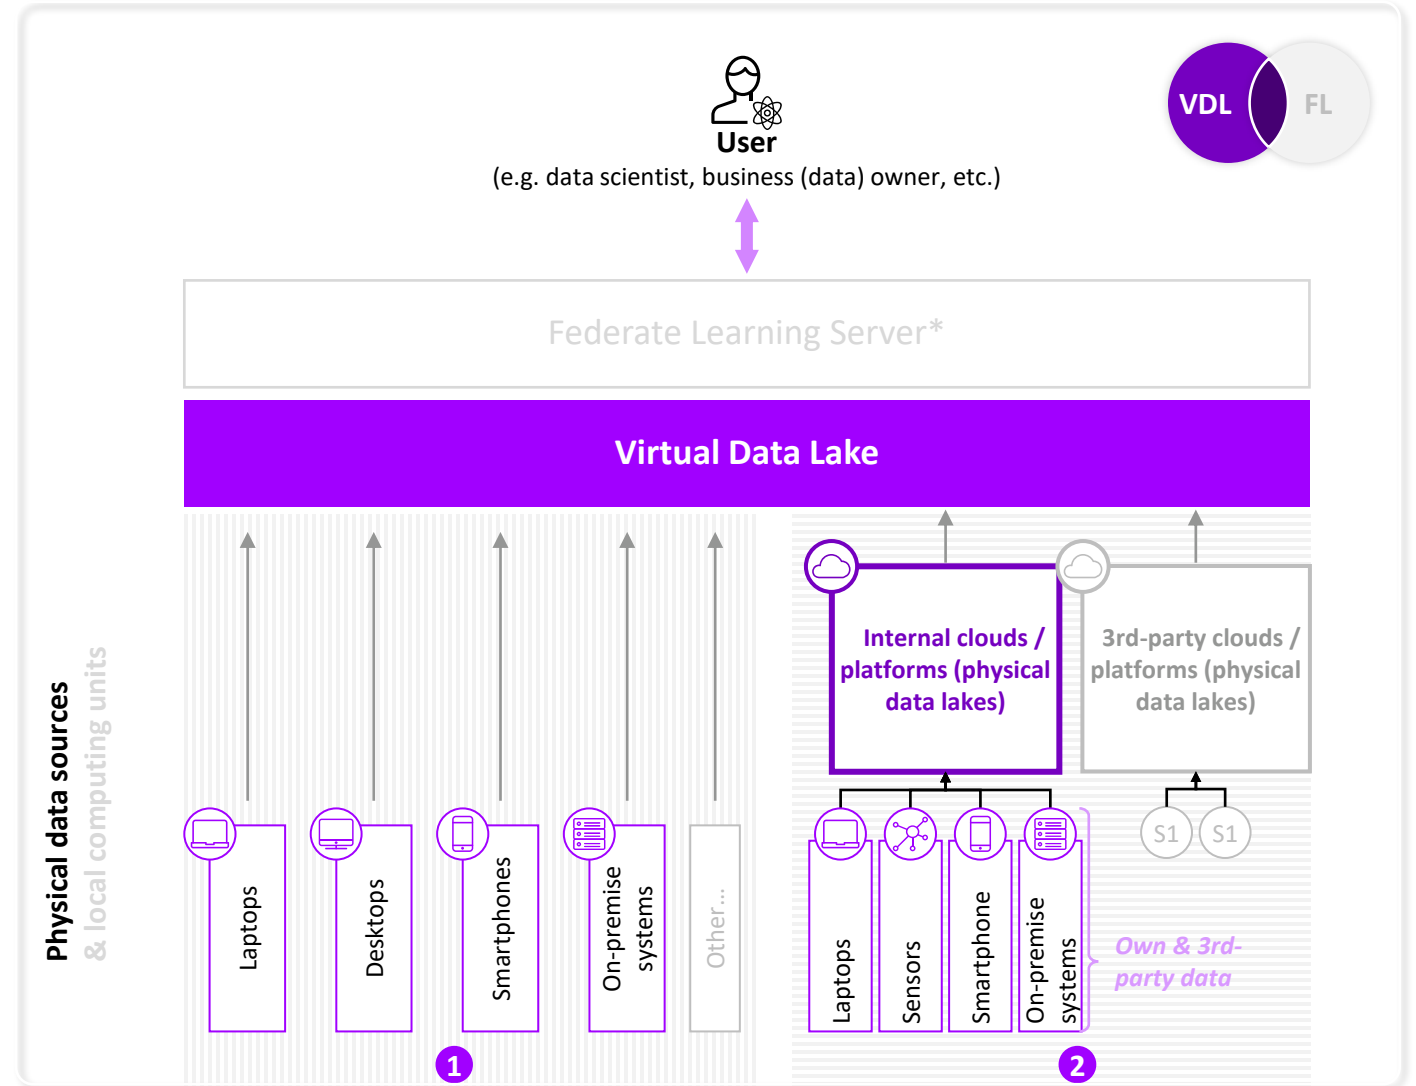 VDL
FL
User
(e.g. data scientist, business (data) owner, etc.)
Federate Learning Server*
Virtual Data Lake
Physical data sources
& local computing units
Laptops
Desktops
Smartphones
On-premise
systems
Other...
1
Internal clouds /
platforms (physical
data lakes)
3rd-party clouds /
platforms (physical
data lakes)
Laptops
Sensors
Smartphone
On-premise
systems
S1
S1
Own & 3rd-
party data
2